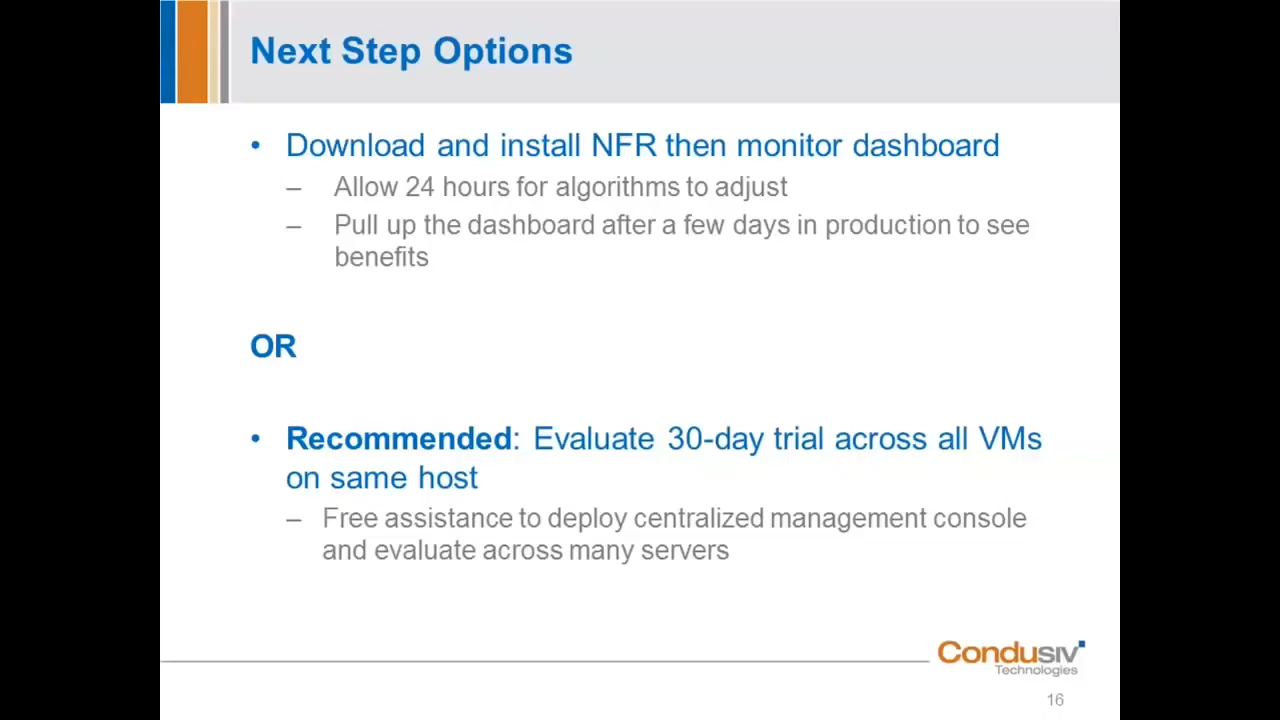 Next Step Options
• Download and install NFR then monitor dashboard
– Allow 24 hours for algorithms to adjust
– Pull up the dashboard after a few days in production to see
benefits
OR
• Recommended: Evaluate 30-day trial across all VMs
on same host
– Free assistance to deploy centralized management console
and evaluate across many servers
Condusiv
Technologies
16